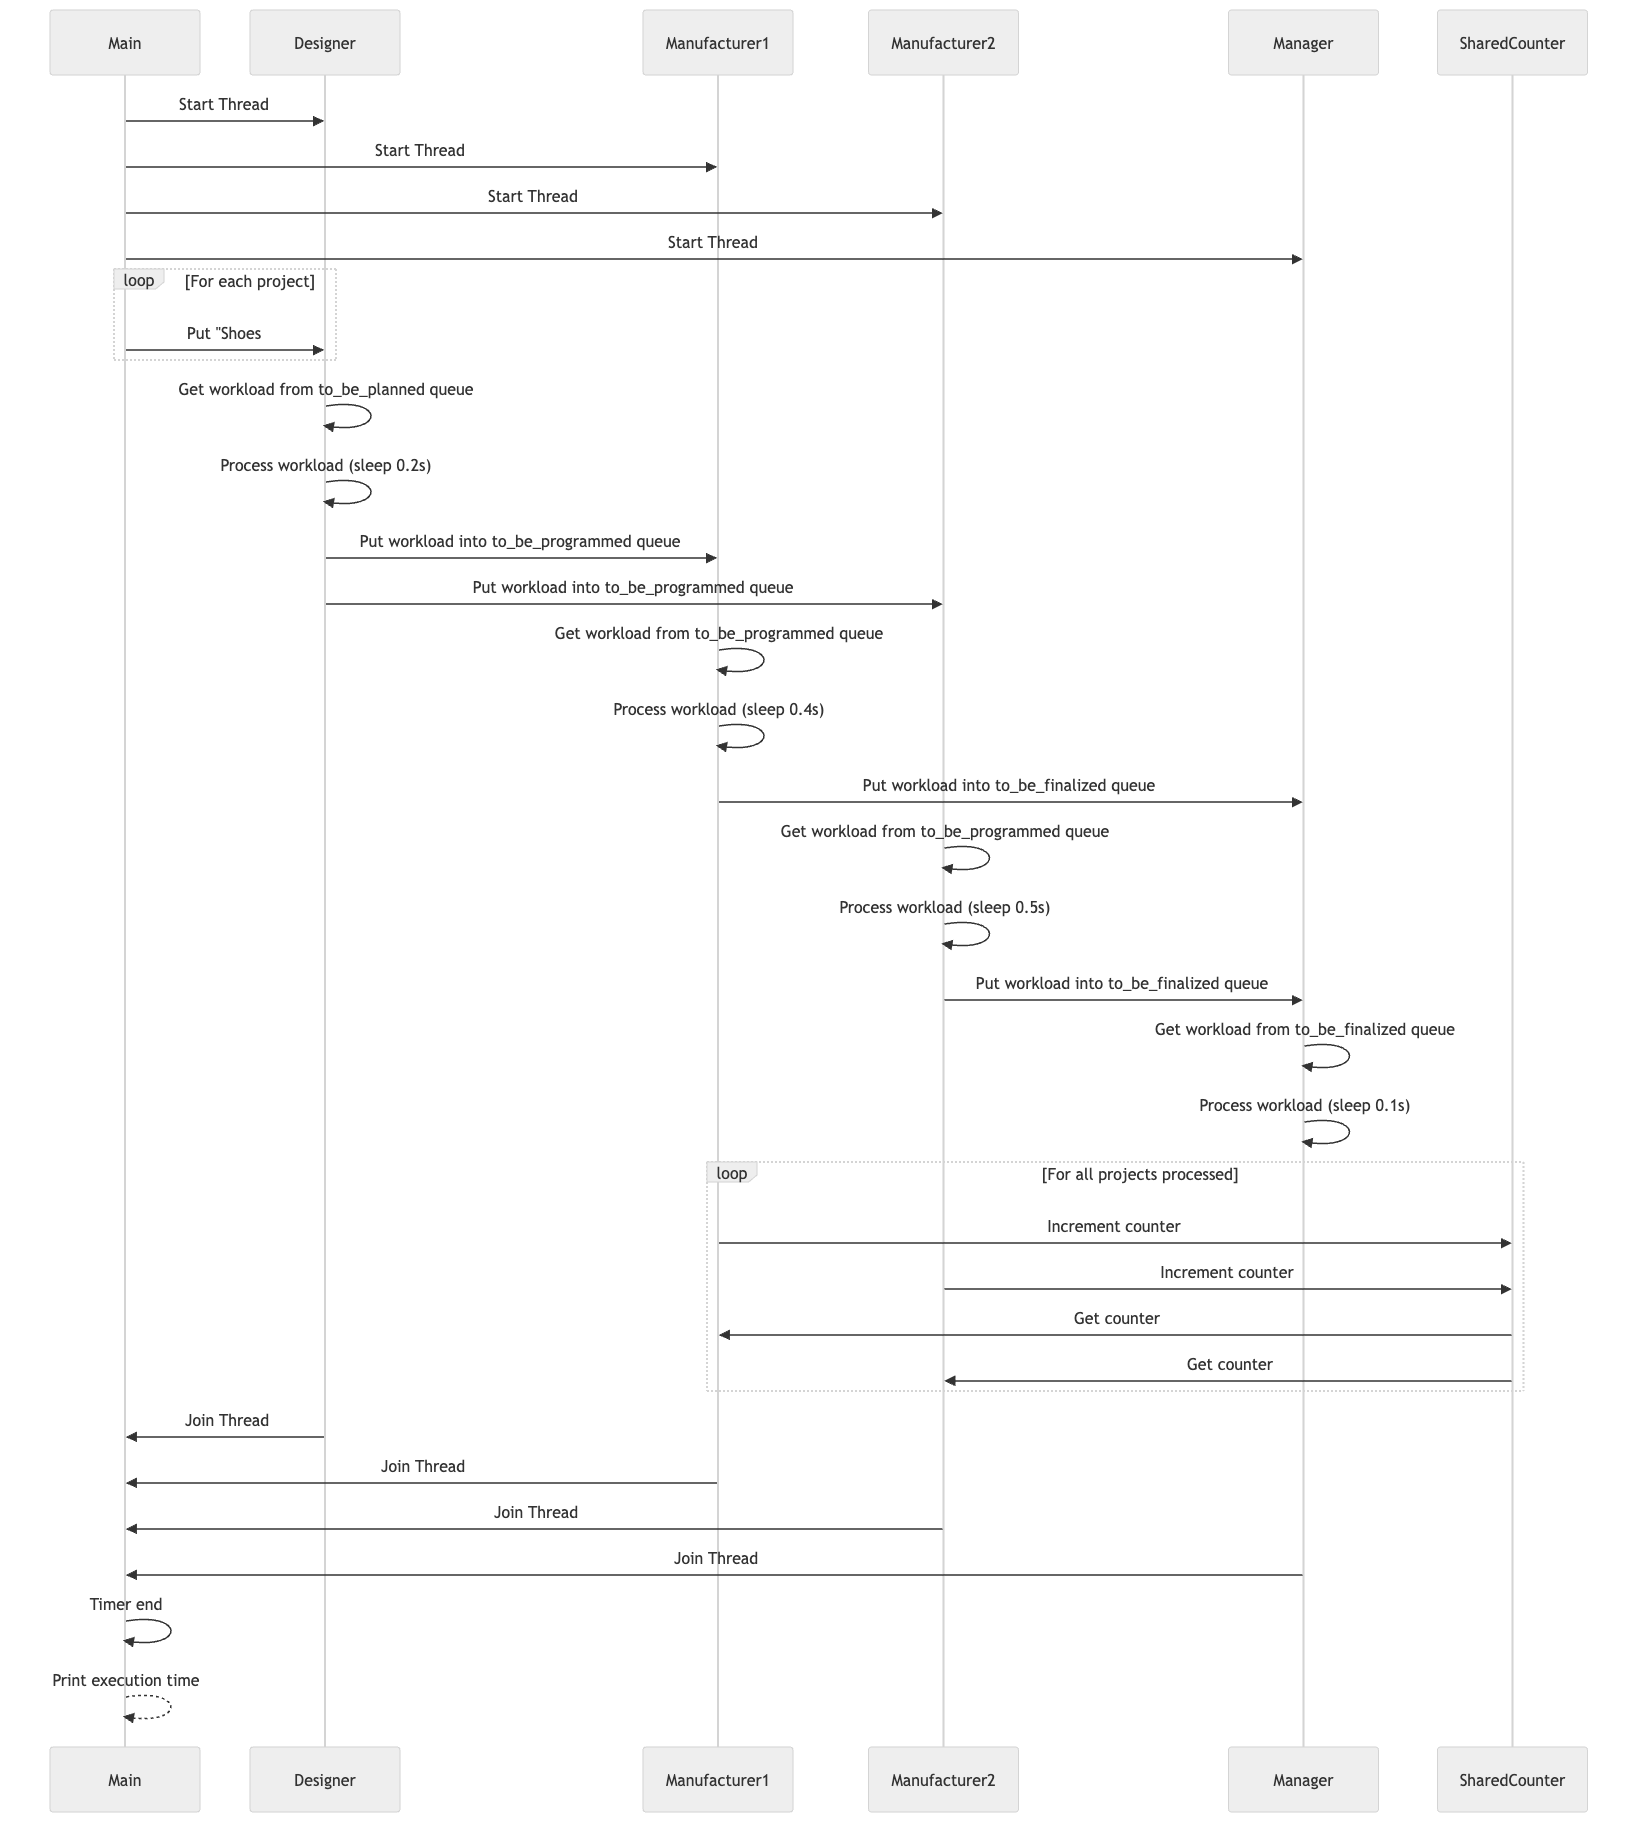 Main
Designer
Manufacturer1
Manufacturer2
Manager
SharedCounter
Start Thread
Start Thread
Start Thread
Start Thread
loop
[For each project]
Put "Shoes
Get workload from to_be_planned queue
Process workload (sleep 0.2s)
Put workload into to_be_programmed queue
Put workload into to_be_programmed queue
Get workload from to_be_programmed queue
Process workload (sleep 0.4s)
Put workload into to_be_finalized queue
Get workload from to_be_programmed queue
Process workload (sleep 0.5s)
Put workload into to_be_finalized queue
Get workload from to_be_finalized queue
Process workload (sleep 0.1s)
loop
[For all projects processed]
Increment counter
Increment counter
Get counter
Get counter
Join Thread
Join Thread
Join Thread
Join Thread
Timer end
Print execution time
Main
Designer
Manufacturer1
Manufacturer2
Manager
SharedCounter